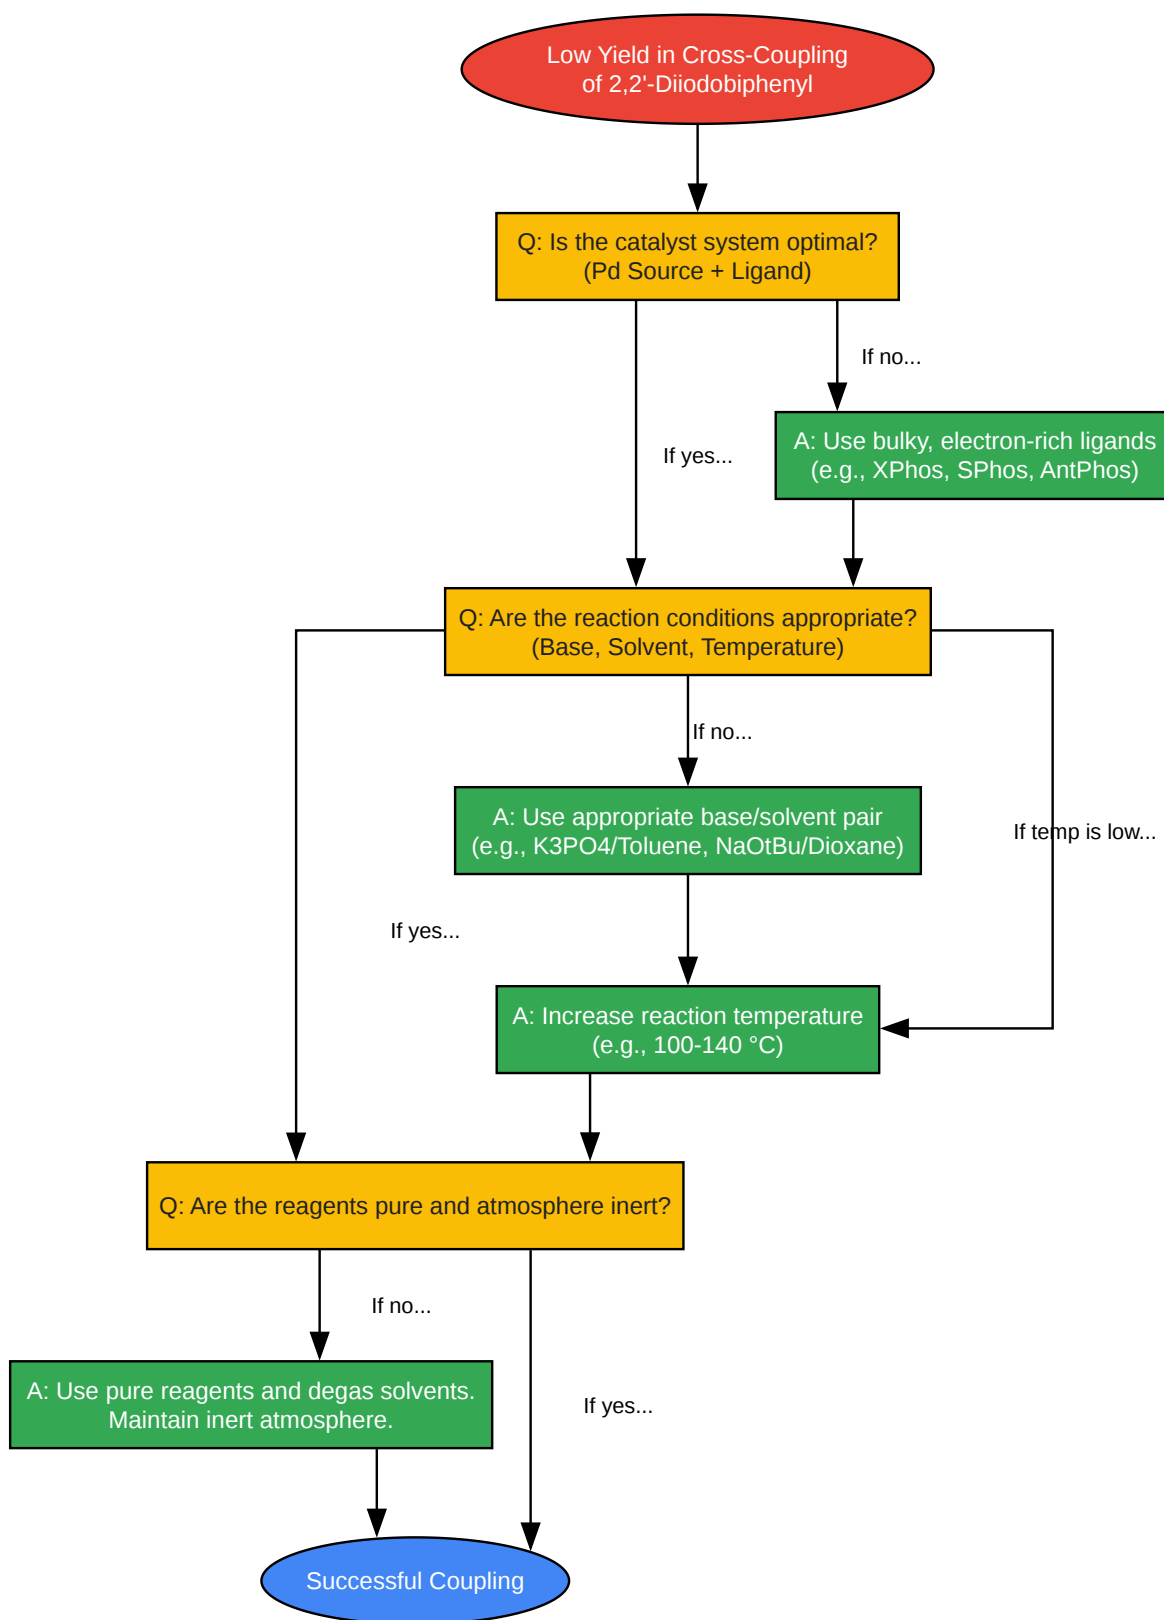 Low Yield in Cross-Coupling
of 2,2'-Diiodobiphenyl
Q: Is the catalyst system optimal?
(Pd Source + Ligand)
If no...
A: Use bulky, electron-rich ligands
(e.g., XPhos, SPhos, AntPhos)
If yes...
Q: Are the reaction conditions appropriate?
(Base, Solvent, Temperature)
If no...
A: Use appropriate base/solvent pair
(e.g., K3PO4/Toluene, NaOtBu/Dioxane)
If temp is low...
If yes...
A: Increase reaction temperature
(e.g., 100-140 °C)
Q: Are the reagents pure and atmosphere inert?
If no...
A: Use pure reagents and degas solvents.
Maintain inert atmosphere.
If yes...
Successful Coupling